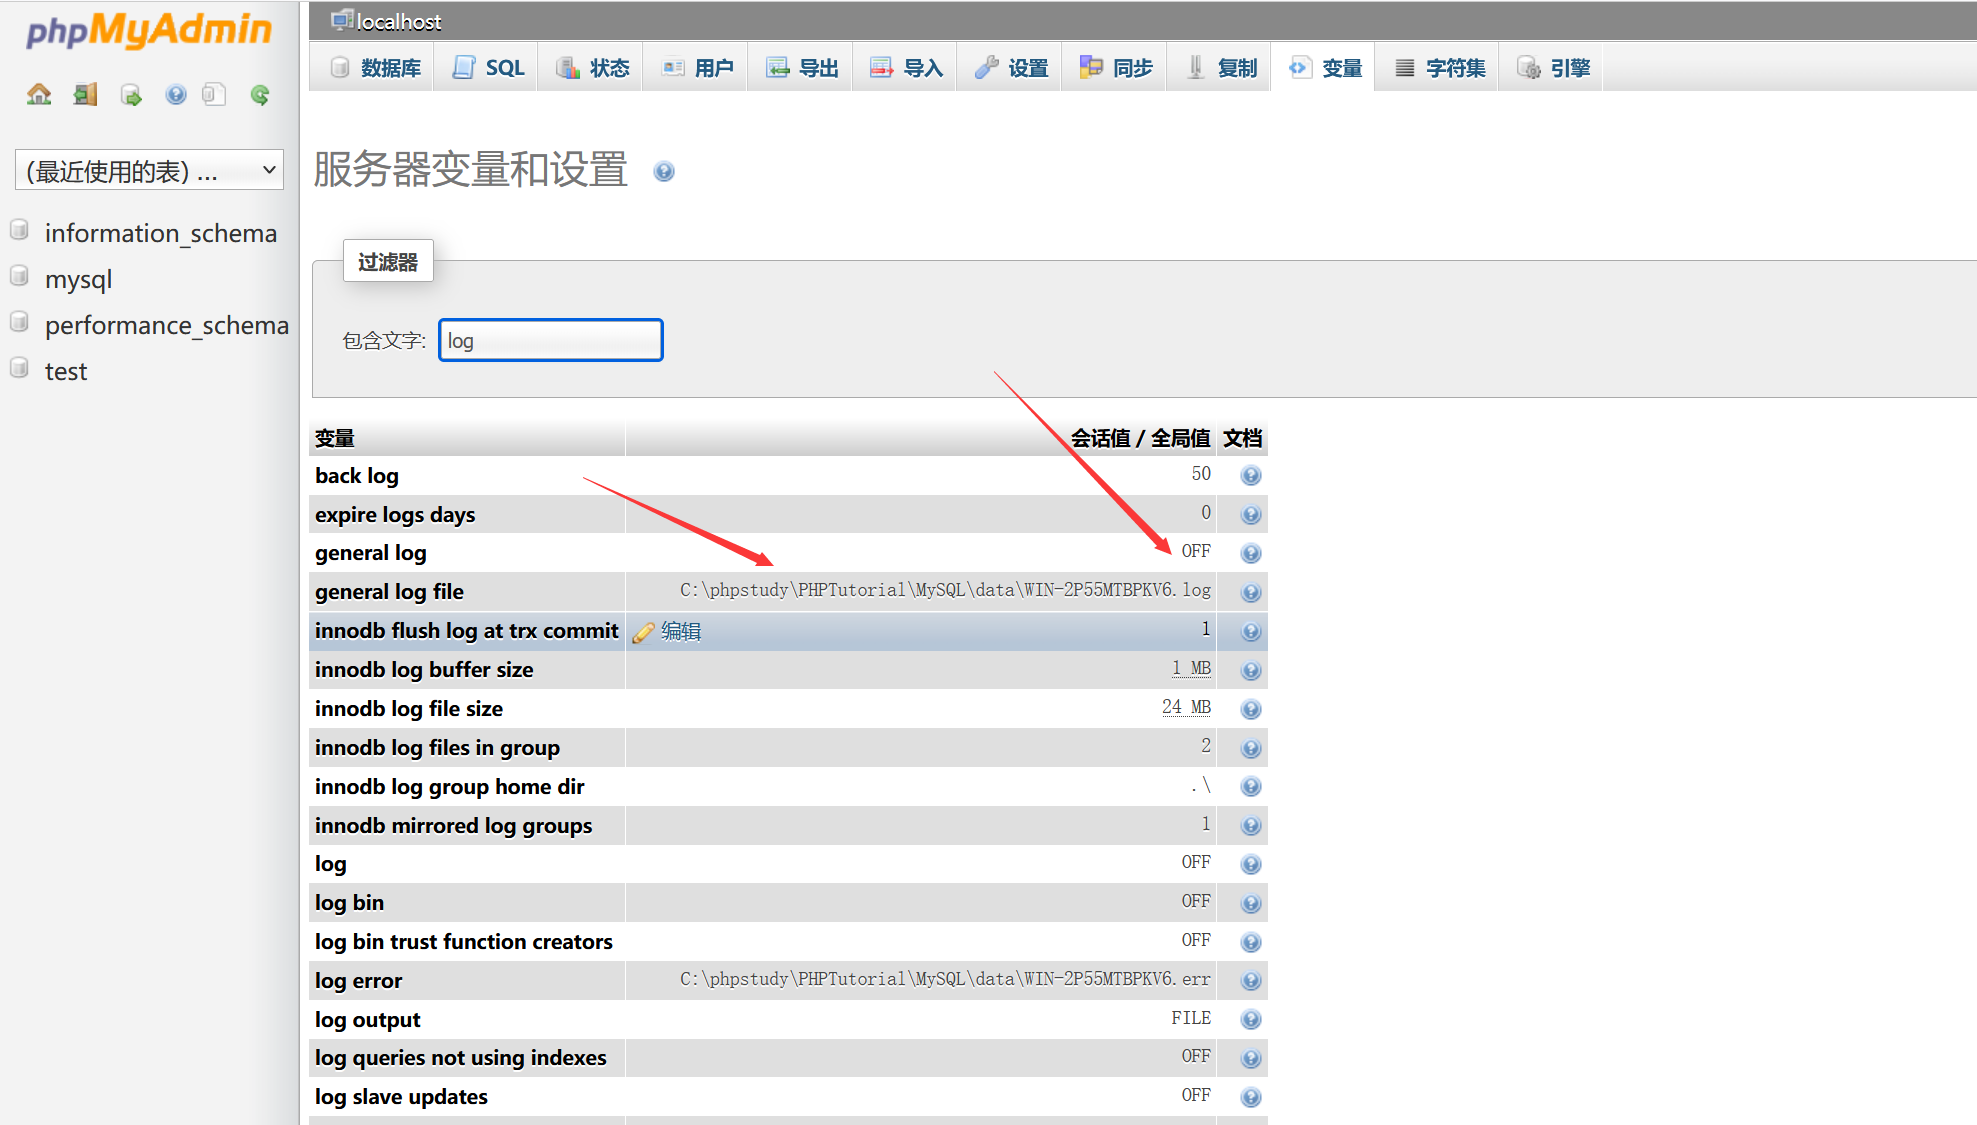 phpMyAdmin
(最近使用的表) ...
information_schema
mysql
performance_schema
test
localhost
数据库 SQL 状态 用户 导出 导入 设置 同步 复制 变量 字符集 引擎
服务器变量和设置
过滤器
包含文字: log
变量 会话值 / 全局值 文档
back log 50
expire logs days 0
general log OFF
general log file C:\phpstudy\PHPTutorial\MySQL\data\WIN-2P55MTBPKV6.log
innodb flush log at trx commit 编辑 1
innodb log buffer size 1 MB
innodb log file size 24 MB
innodb log files in group 2
innodb log group home dir .\
innodb mirrored log groups 1
log OFF
log bin OFF
log bin trust function creators OFF
log error C:\phpstudy\PHPTutorial\MySQL\data\WIN-2P55MTBPKV6.err
log output FILE
log queries not using indexes OFF
log slave updates OFF